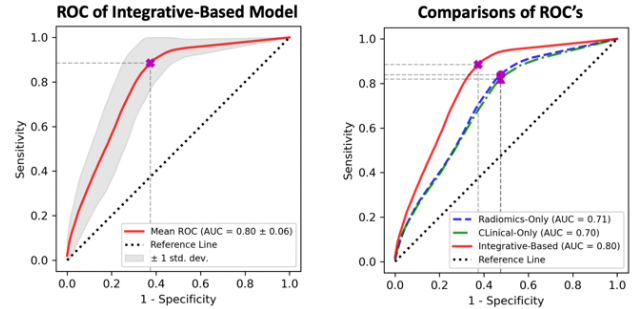 ROC of Integrative-Based Model
1.0
0.8
0.6
0.4
0.2
0.0
Sensitivity
Mean ROC (AUC = 0.80 ± 0.06)
Reference Line
± 1 std. dev.
0.0 0.2 0.4 0.6 0.8 1.0
1 - Specificity
Comparisons of ROC's
1.0
0.8
0.6
0.4
0.2
0.0
Sensitivity
Radiomics-Only (AUC = 0.71)
CLinical-Only (AUC = 0.70)
Integrative-Based (AUC = 0.80)
Reference Line
0.0 0.2 0.4 0.6 0.8 1.0
1 - Specificity